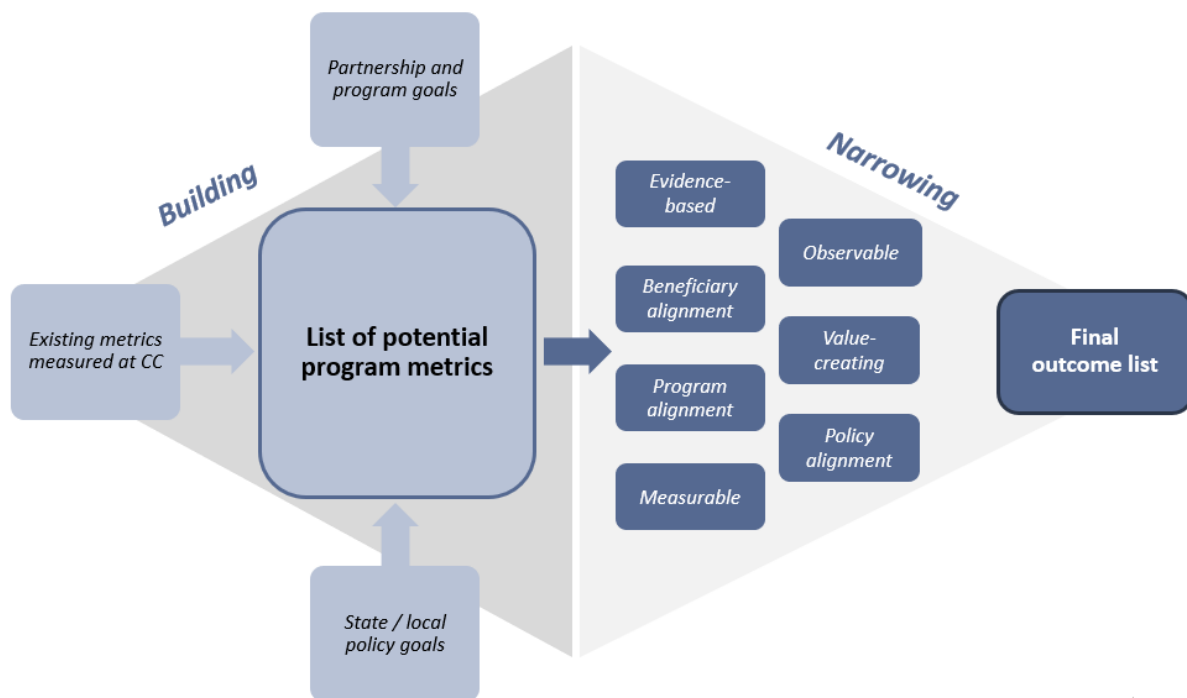 Partnership and
program goals
Building
Existing metrics
measured at CC
List of potential
program metrics
State / local
policy goals
Narrowing
Evidence-
based
Observable
Beneficiary
alignment
Value-
creating
Program
alignment
Policy
alignment
Measurable
Final
outcome list